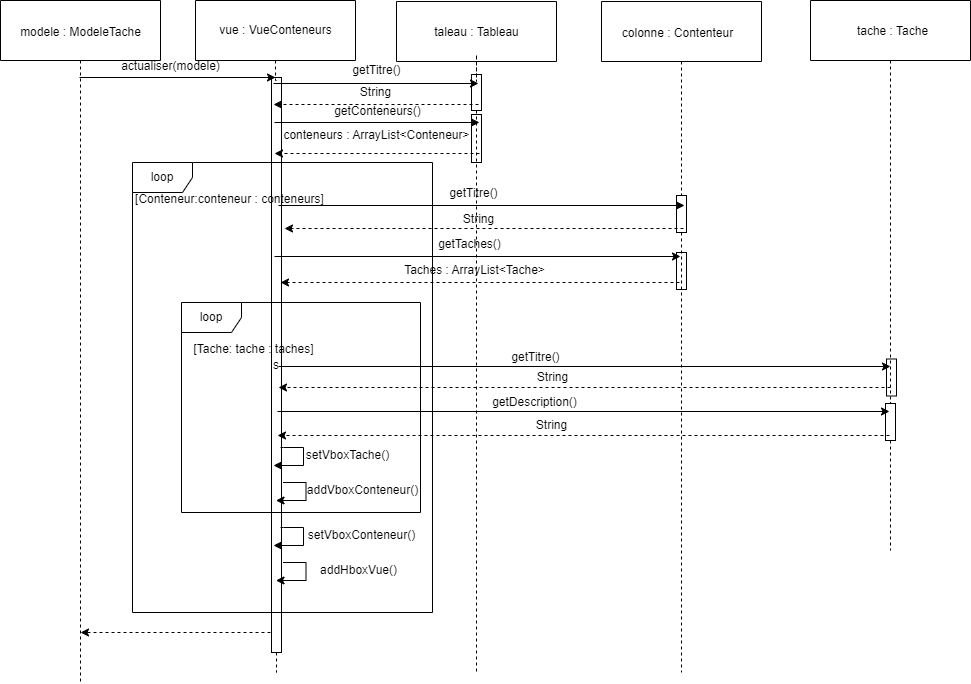 modele : ModeleTache
vue : VueConteneurs
taleau : Tableau
colonne : Contenteur
tache : Tache
actualiser(modele)
getTitre()
String
getConteneurs()
conteneurs : ArrayList<Conteneur>
loop
[Conteneur:conteneur : conteneurs]
getTitre()
String
getTaches()
Taches : ArrayList<Tache>
loop
[Tache: tache : taches]
getTitre()
s
String
getDescription()
String
setVboxTache()
addVboxConteneur()
setVboxConteneur()
addHboxVue()